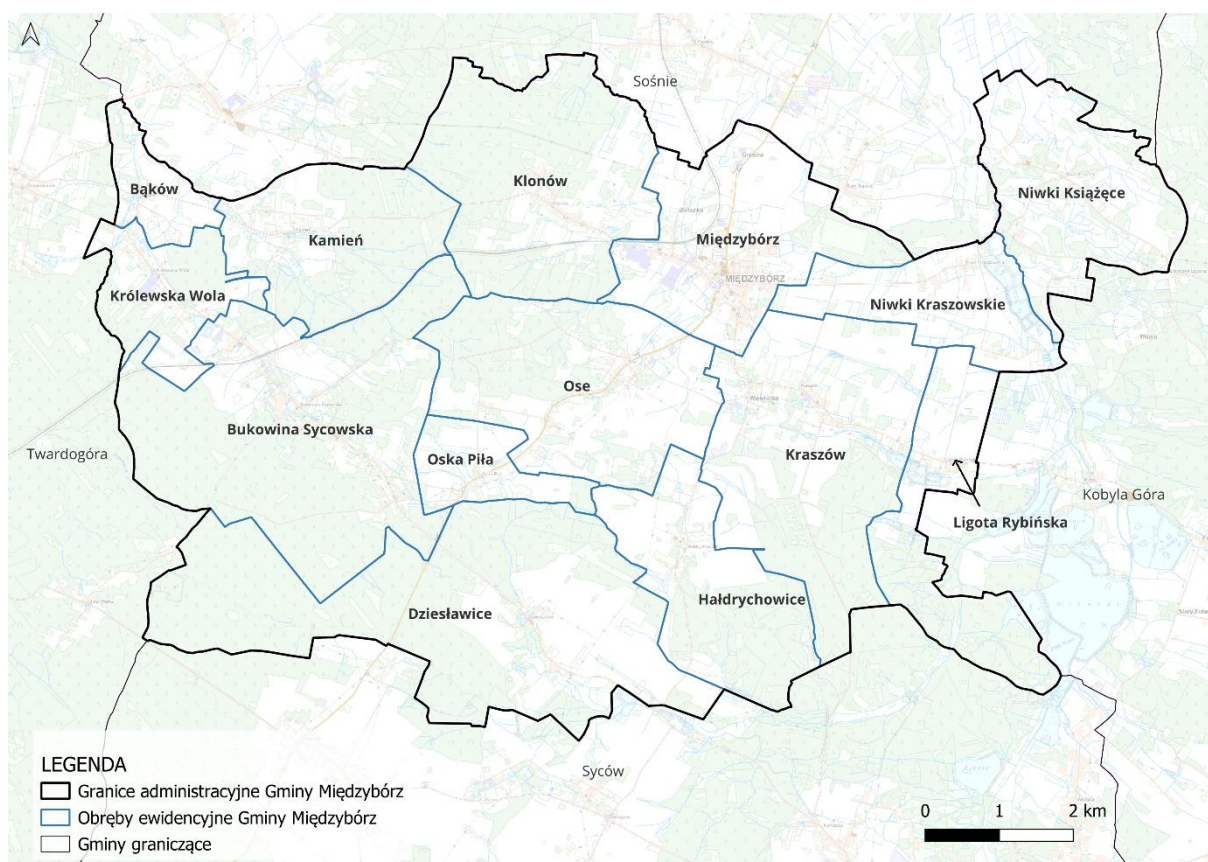 Sośnie
Klonów
Niwki Książęce
Bąków
Kamień
Międzybórz
MIĘDZYBÓRZ
Królewska Wola
Niwki Kraszowskie
Ose
Bukowina Sycowska
Twardogóra
Oska Piła
Kraszów
Kobyla Góra
Ligota Rybińska
Hałdrychowice
Dziesławice
Syców
LEGENDA
Granice administracyjne Gminy Międzybórz
Obręby ewidencyjne Gminy Międzybórz
Gminy graniczące
0 1 2 km